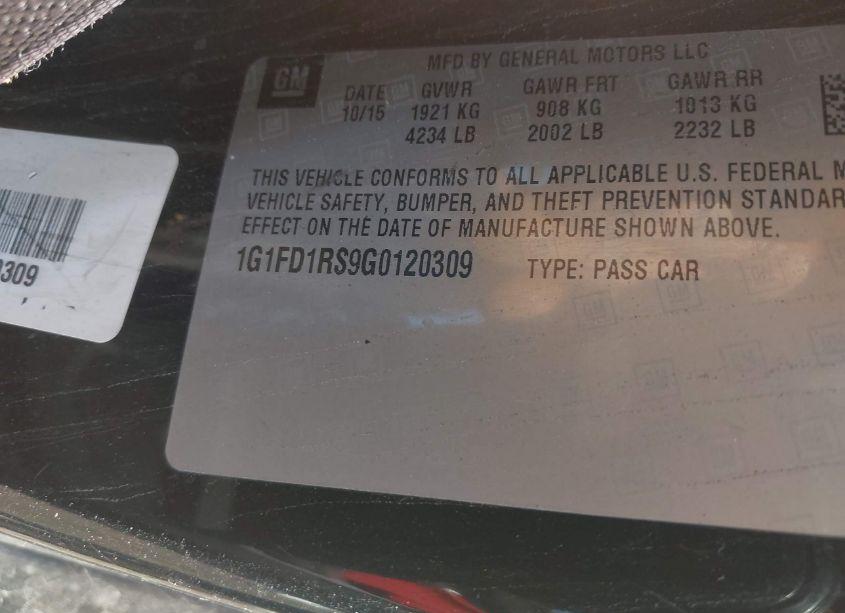 GM
MFD BY GENERAL MOTORS LLC
DATE GVWR GAWR FRT GAWR RR
10/15 1921 KG 908 KG 1013 KG
4234 LB 2002 LB 2232 LB
THIS VEHICLE CONFORMS TO ALL APPLICABLE U.S. FEDERAL M
VEHICLE SAFETY, BUMPER, AND THEFT PREVENTION STANDAR
EFFECT ON THE DATE OF MANUFACTURE SHOWN ABOVE.
1G1FD1RS9G0120309 TYPE: PASS CAR
0309